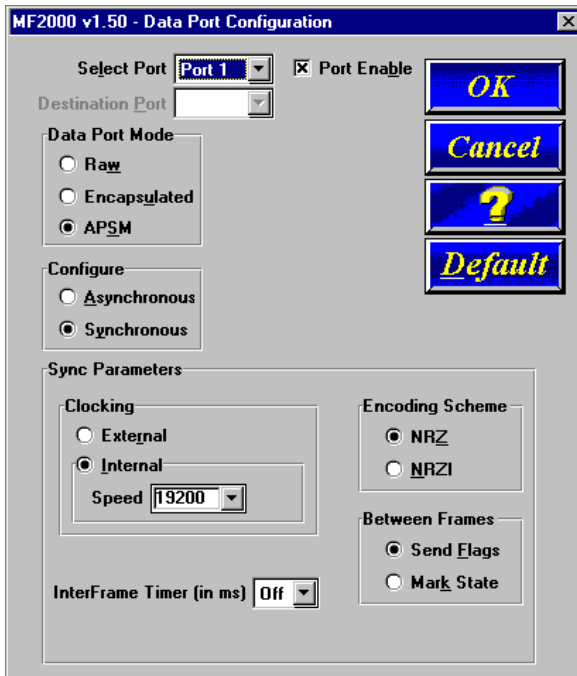 MF2000 v1.50 - Data Port Configuration
Select Port Port 1
Port Enable
Destination Port
Data Port Mode
Raw
Encapsulated
APSM
Configure
Asynchronous
Synchronous
OK
Cancel
?
Default
Sync Parameters
Clocking
External
Internal
Speed 19200
InterFrame Timer (in ms) Off
Encoding Scheme
NRZ
NRZI
Between Frames
Send Flags
Mark State